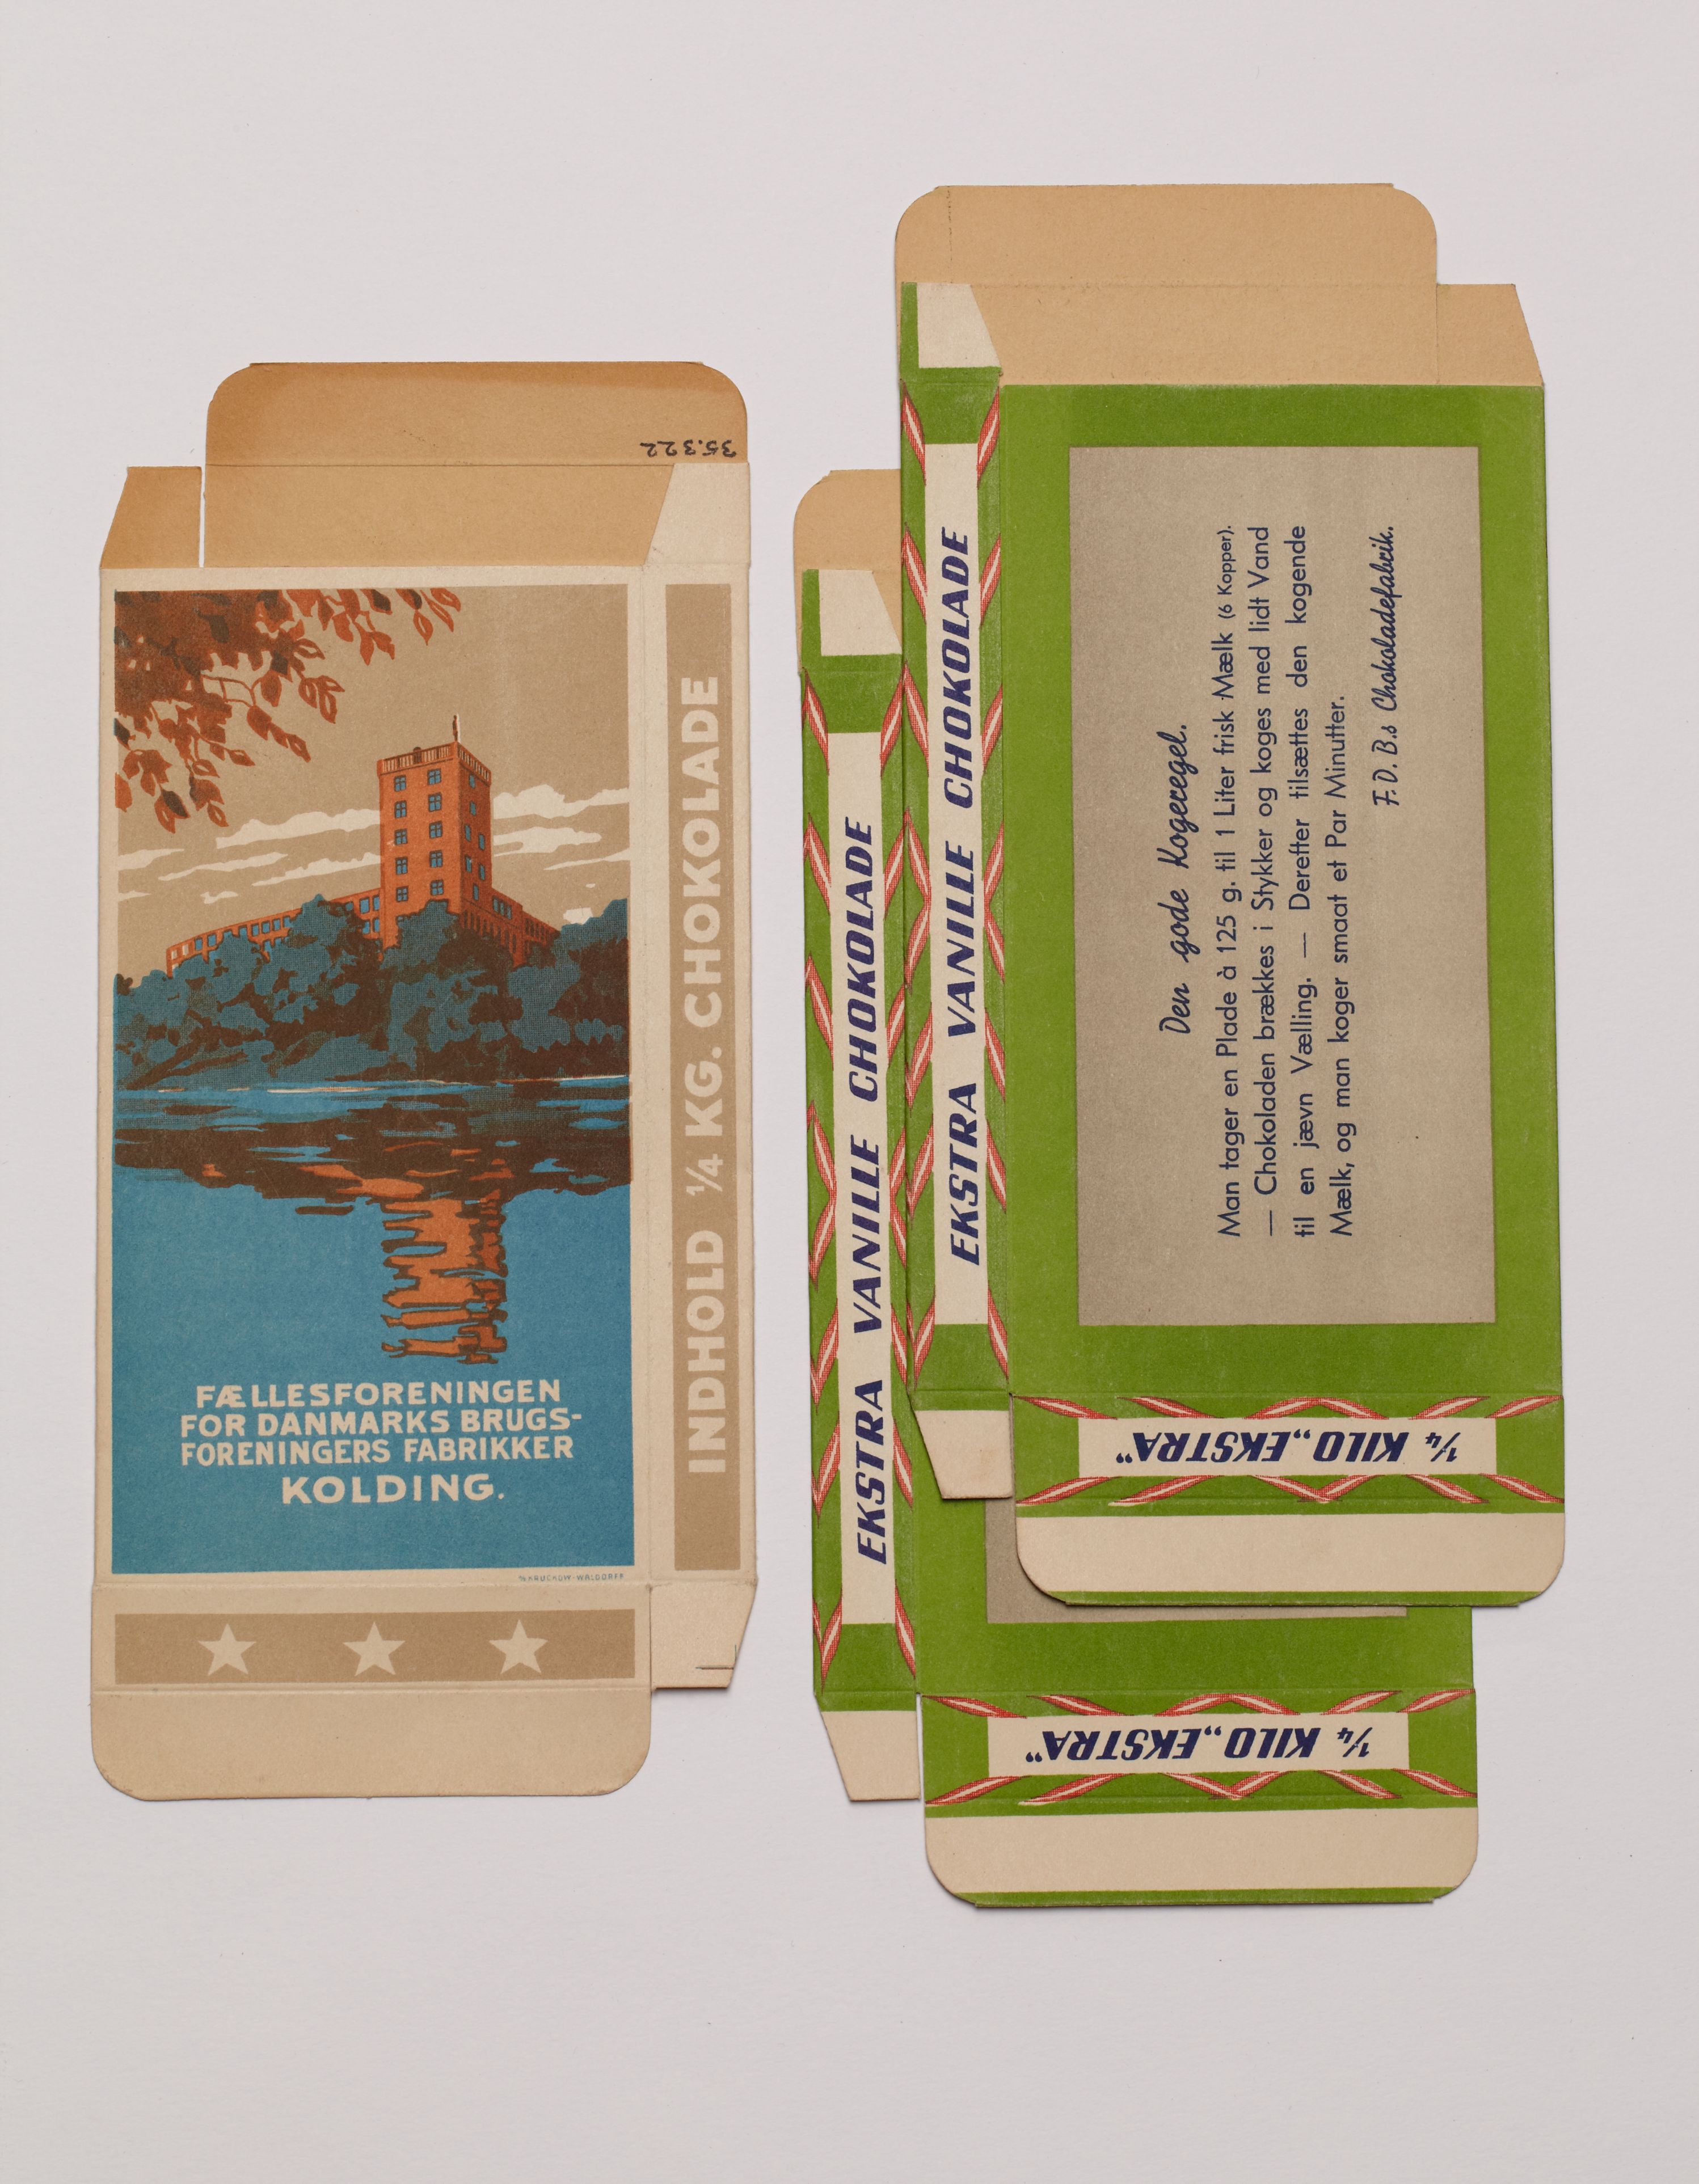 35.322
INDHOLD ¼ KG. CHOKOLADE
FÆLLESFORENINGEN
FOR DANMARKS BRUGS-
FORENINGERS FABRIKKER
KOLDING.
EKSTRA VANILLE CHOKOLADE
¼ KILO „EKSTRA“
EKSTRA VANILLE CHOKOLADE
Den gode Kogeregel.
Man tager en Plade à 125 g. til 1 Liter frisk Mælk (6 Kopper).
— Chokoladen brækkes i Stykker og koges med lidt Vand
til en jævn Vælling. — Derefter tilsættes den kogende
Mælk, og man koger smaat et Par Minutter.
F.D.B.s Chokoladefabrik.
¼ KILO „EKSTRA“